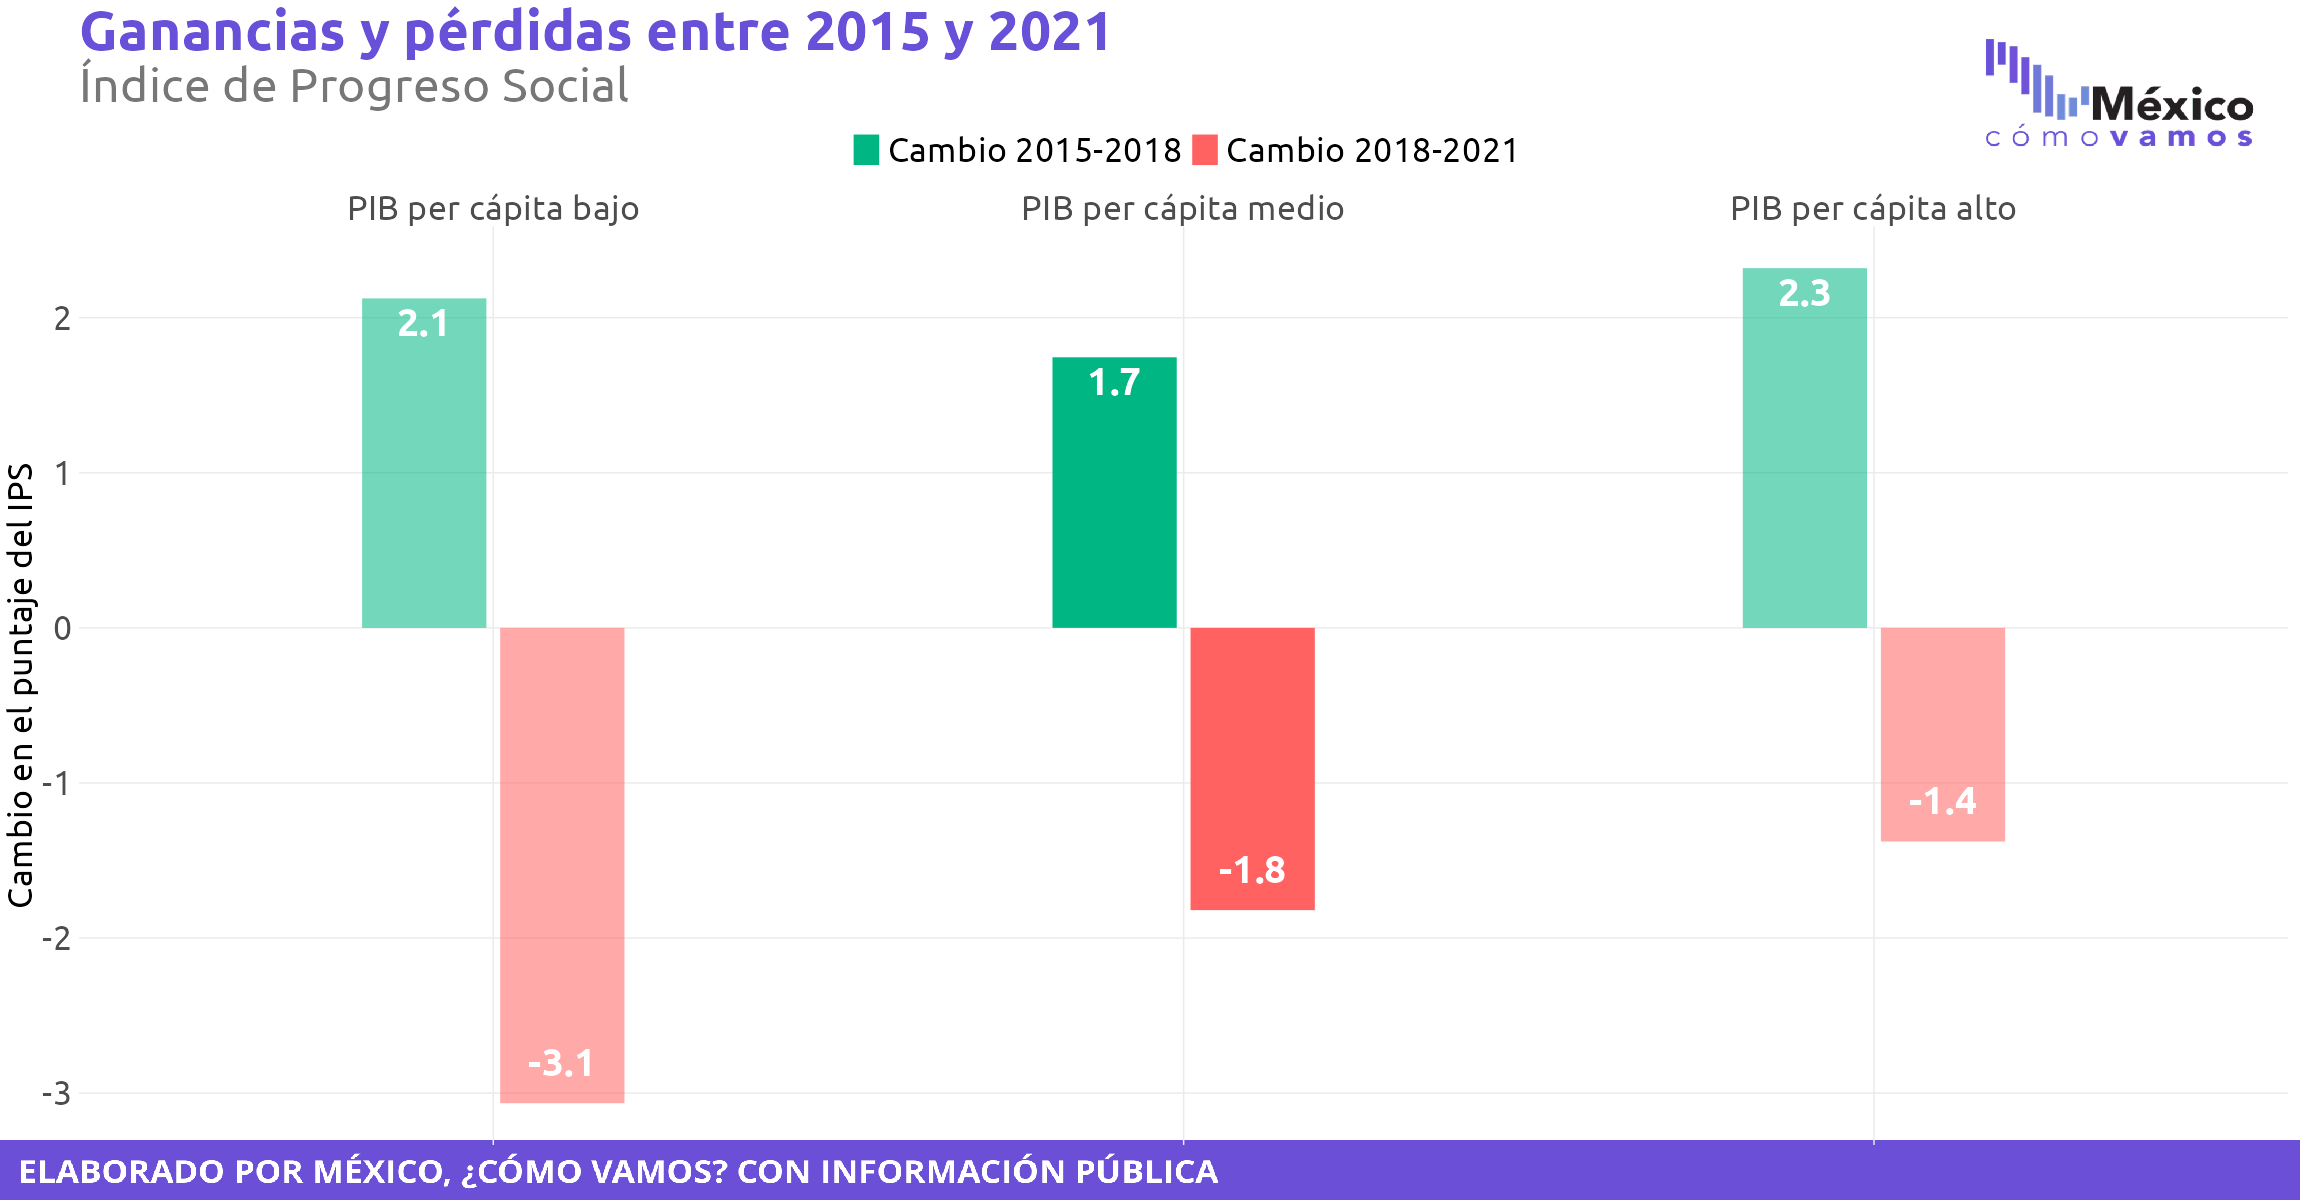 Ganancias y pérdidas entre 2015 y 2021
Índice de Progreso Social
México
cómo vamos
Cambio 2015-2018 Cambio 2018-2021
PIB per cápita bajo
PIB per cápita medio
PIB per cápita alto
Cambio en el puntaje del IPS
2
1
0
-1
-2
-3
2.1
-3.1
1.7
-1.8
2.3
-1.4
ELABORADO POR MÉXICO, ¿CÓMO VAMOS? CON INFORMACIÓN PÚBLICA